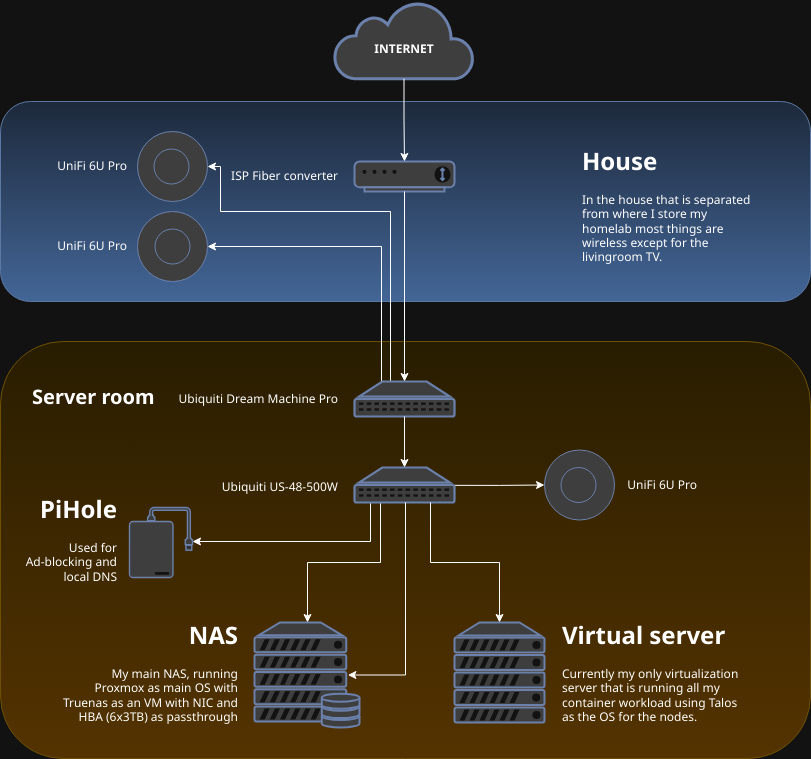 INTERNET
House
In the house that is separated
from where I store my
homelab most things are
wireless except for the
livingroom TV.
UniFi 6U Pro
ISP Fiber converter
UniFi 6U Pro
Server room
Ubiquiti Dream Machine Pro
Ubiquiti US-48-500W
UniFi 6U Pro
PiHole
Used for
Ad-blocking and
local DNS
NAS
My main NAS, running
Proxmox as main OS with
Truenas as an VM with NIC and
HBA (6x3TB) as passthrough
Virtual server
Currently my only virtualization
server that is running all my
container workload using Talos
as the OS for the nodes.